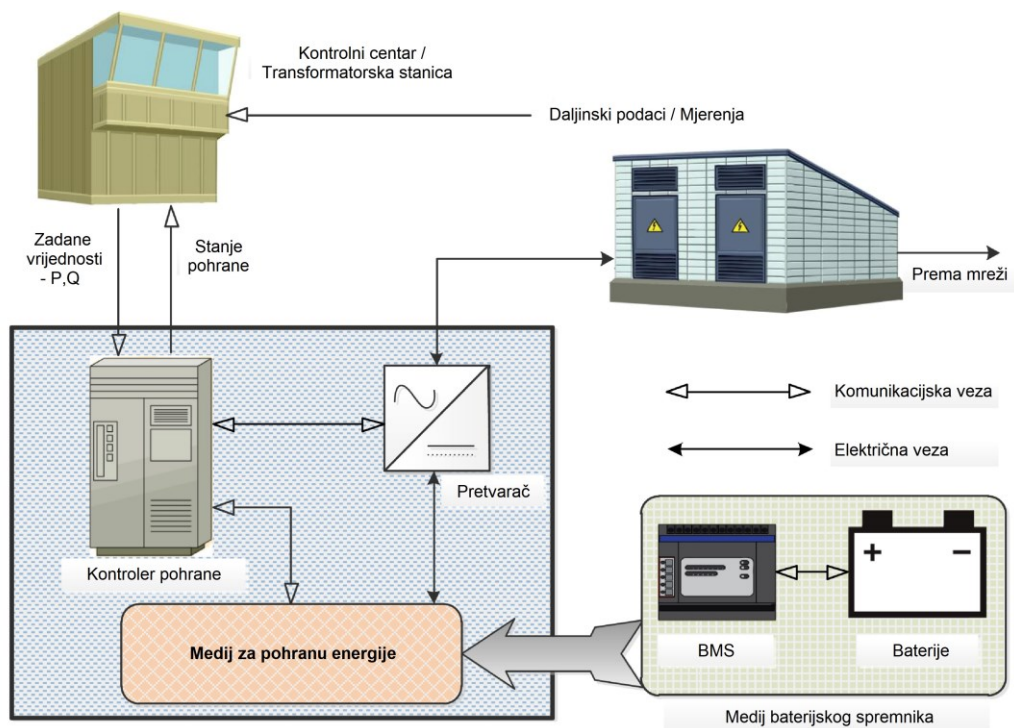 Kontrolni centar /
Transformatorska stanica
Daljinski podaci / Mjerenja
Zadane
vrijednosti
- P,Q
Stanje
pohrane
Prema mreži
Komunikacijska veza
Električna veza
Pretvarač
Kontroler pohrane
Medij za pohranu energije
+ −
BMS
Baterije
Medij baterijskog spremnika